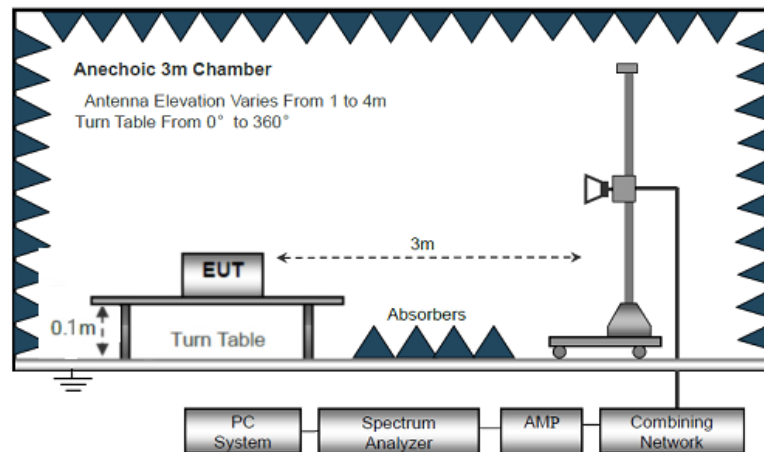 Anechoic 3m Chamber
Antenna Elevation Varies From 1 to 4m
Turn Table From 0° to 360°
3m
EUT
0.1m
Absorbers
Turn Table
PC
System
Spectrum
Analyzer
AMP
Combining
Network